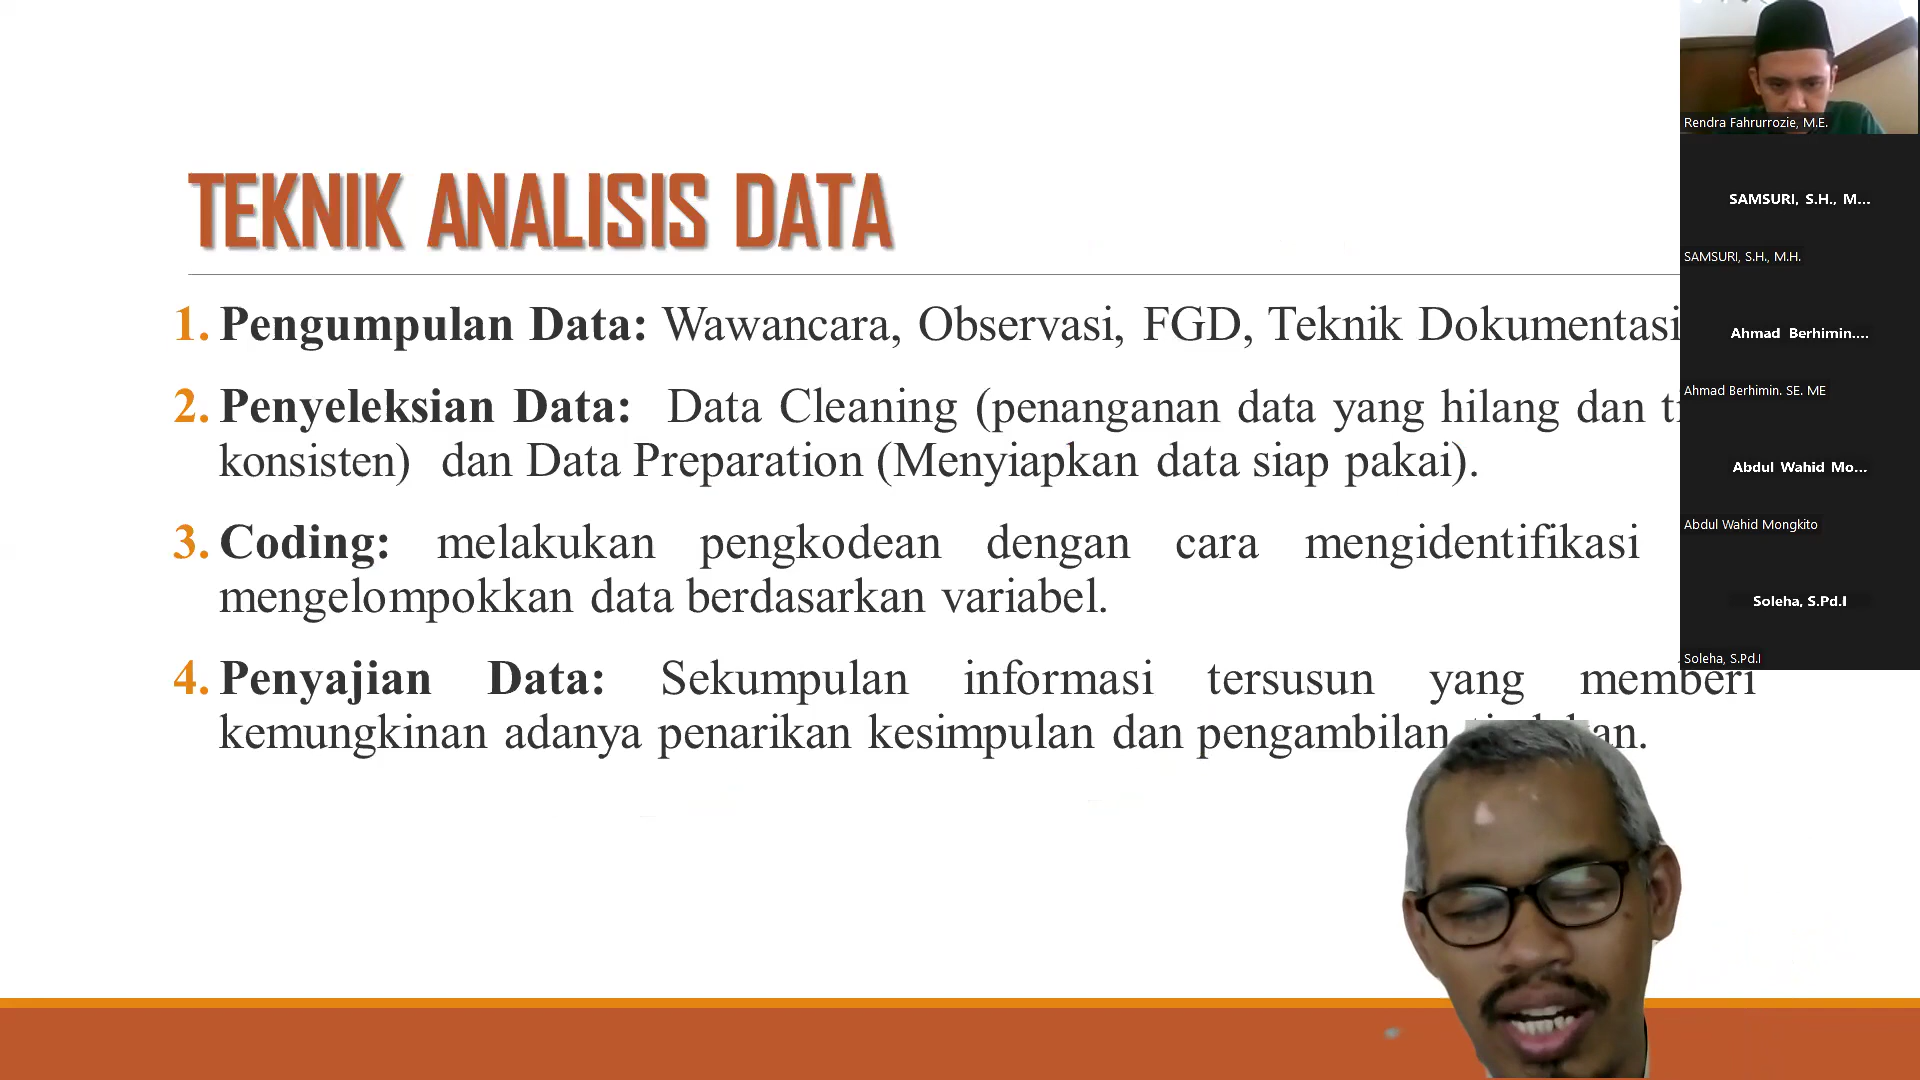 TEKNIK ANALISIS DATA
1. Pengumpulan Data: Wawancara, Observasi, FGD, Teknik Dokumentasi
2. Penyeleksian Data: Data Cleaning (penanganan data yang hilang dan
konsisten) dan Data Preparation (Menyiapkan data siap pakai).
3. Coding: melakukan pengkodean dengan cara mengidentifikasi
mengelompokkan data berdasarkan variabel.
4. Penyajian Data: Sekumpulan informasi tersusun yang memberi
kemungkinan adanya penarikan kesimpulan dan pengambilan
Rendra Fahrurrozie, M.E.
SAMSURI, S.H., M...
SAMSURI, S.H., M.H.
Ahmad Berhimin....
Ahmad Berhimin. SE. ME
Abdul Wahid Mo...
Abdul Wahid Mongkito
Soleha, S.Pd.I
Soleha, S.Pd.I